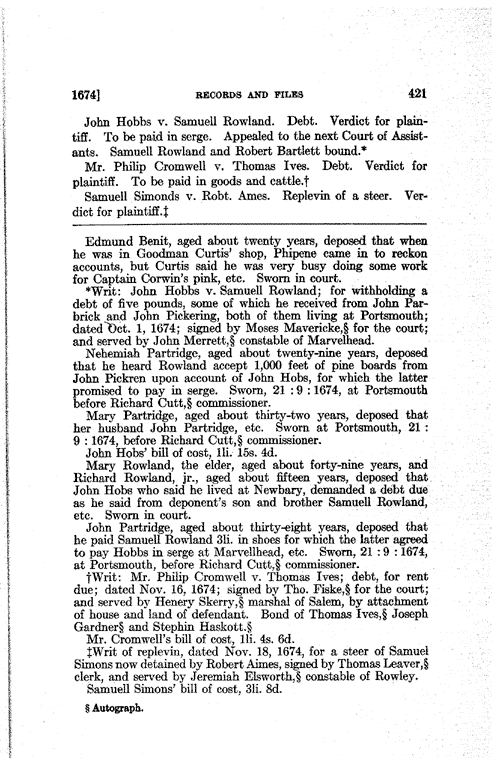 1674] RECORDS AND FILES 421
John Hobbs v. Samuell Rowland. Debt. Verdict for plain-
tiff. To be paid in serge. Appealed to the next Court of Assist-
ants. Samuell Rowland and Robert Bartlett bound.*
Mr. Philip Cromwell v. Thomas Ives. Debt. Verdict for
plaintiff. To be paid in goods and cattle.†
Samuell Simonds v. Robt. Ames. Replevin of a steer. Ver-
dict for plaintiff.‡
Edmund Benit, aged about twenty years, deposed that when
he was in Goodman Curtis' shop, Phipene came in to reckon
accounts, but Curtis said he was very busy doing some work
for Captain Corwin's pink, etc. Sworn in court.
*Writ: John Hobbs v. Samuell Rowland; for withholding a
debt of five pounds, some of which he received from John Par-
brick and John Pickering, both of them living at Portsmouth;
dated Oct. 1, 1674; signed by Moses Mavericke,§ for the court;
and served by John Merrett,§ constable of Marvelhead.
Nehemiah Partridge, aged about twenty-nine years, deposed
that he heard Rowland accept 1,000 feet of pine boards from
John Pickren upon account of John Hobs, for which the latter
promised to pay in serge. Sworn, 21 : 9 : 1674, at Portsmouth
before Richard Cutt,§ commissioner.
Mary Partridge, aged about thirty-two years, deposed that
her husband John Partridge, etc. Sworn at Portsmouth, 21 :
9 : 1674, before Richard Cutt,§ commissioner.
John Hobs' bill of cost, 1li. 15s. 4d.
Mary Rowland, the elder, aged about forty-nine years, and
Richard Rowland, jr., aged about fifteen years, deposed that
John Hobs who said he lived at Newbary, demanded a debt due
as he said from deponent's son and brother Samuell Rowland,
etc. Sworn in court.
John Partridge, aged about thirty-eight years, deposed that
he paid Samuell Rowland 3li. in shoes for which the latter agreed
to pay Hobbs in serge at Marvellhead, etc. Sworn, 21 : 9 : 1674,
at Portsmouth, before Richard Cutt,§ commissioner.
†Writ: Mr. Philip Cromwell v. Thomas Ives; debt, for rent
due; dated Nov. 16, 1674; signed by Tho. Fiske,§ for the court;
and served by Henery Skerry,§ marshal of Salem, by attachment
of house and land of defendant. Bond of Thomas Ives,§ Joseph
Gardner§ and Stephin Haskott.§
Mr. Cromwell's bill of cost, 1li. 4s. 6d.
‡Writ of replevin, dated Nov. 18, 1674, for a steer of Samuel
Simons now detained by Robert Aimes, signed by Thomas Leaver,§
clerk, and served by Jeremiah Elsworth,§ constable of Rowley.
Samuell Simons' bill of cost, 3li. 8d.
§ Autograph.